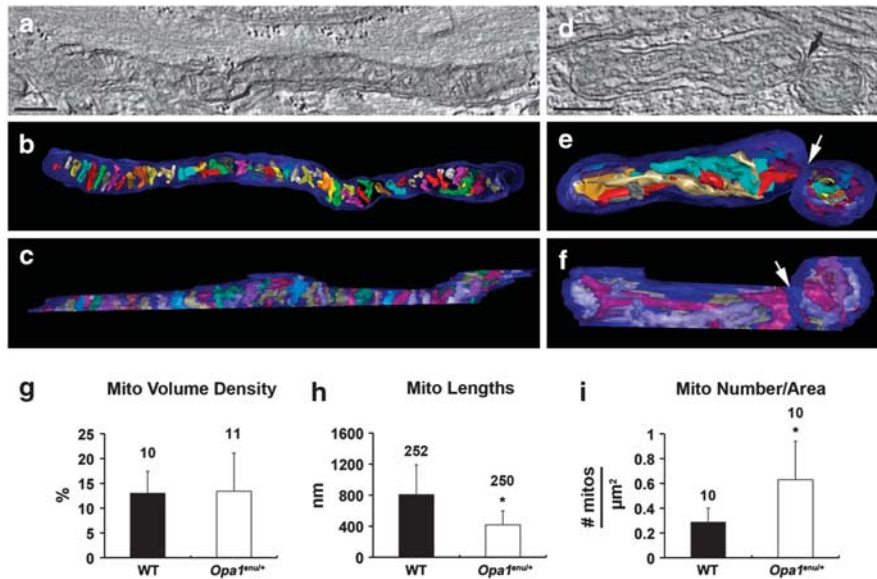 a
d
b
e
c
f
g Mito Volume Density
25
20
15
10
5
0
%
10
11
WT
Opa1enu/+
h Mito Lengths
1600
1200
800
400
0
nm
252
250
*
WT
Opa1enu/+
i Mito Number/Area
1
0.8
0.6
0.4
0.2
0
# mitos
µm²
10
10
*
WT
Opa1enu/+